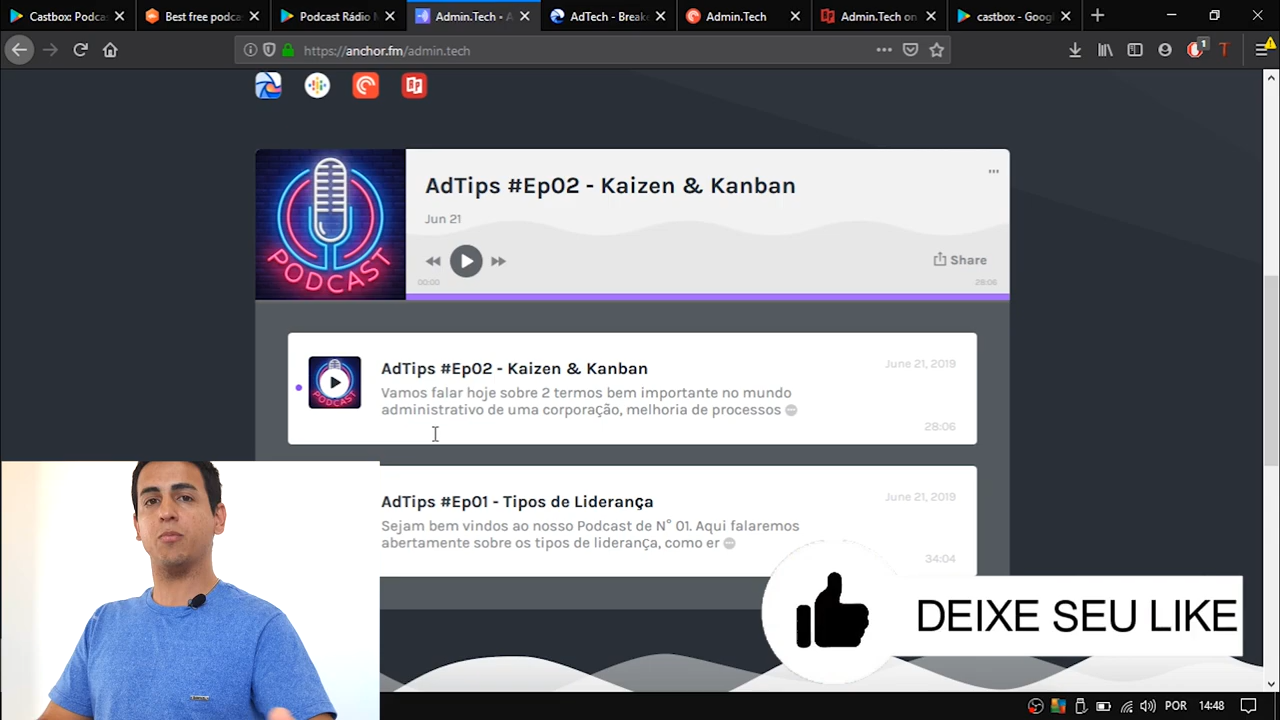 Castbox Podca
Best free podca
Podcast Rádio M
Admin.Tech - A
AdTech - Breake
Admin.Tech
Admin.Tech on
castbox - Goog
https://anchor.fm/admin.tech
1
T
PODCAST
AdTips #Ep02 - Kaizen & Kanban
Jun 21
Share
00:00
28:06
AdTips #Ep02 - Kaizen & Kanban
June 21, 2019
Vamos falar hoje sobre 2 termos bem importante no mundo
administrativo de uma corporação, melhoria de processos
28:06
AdTips #Ep01 - Tipos de Liderança
June 21, 2019
Sejam bem vindos ao nosso Podcast de N° 01. Aqui falaremos
abertamente sobre os tipos de liderança, como er
34:04
DEIXE SEU LIKE
POR
14:48